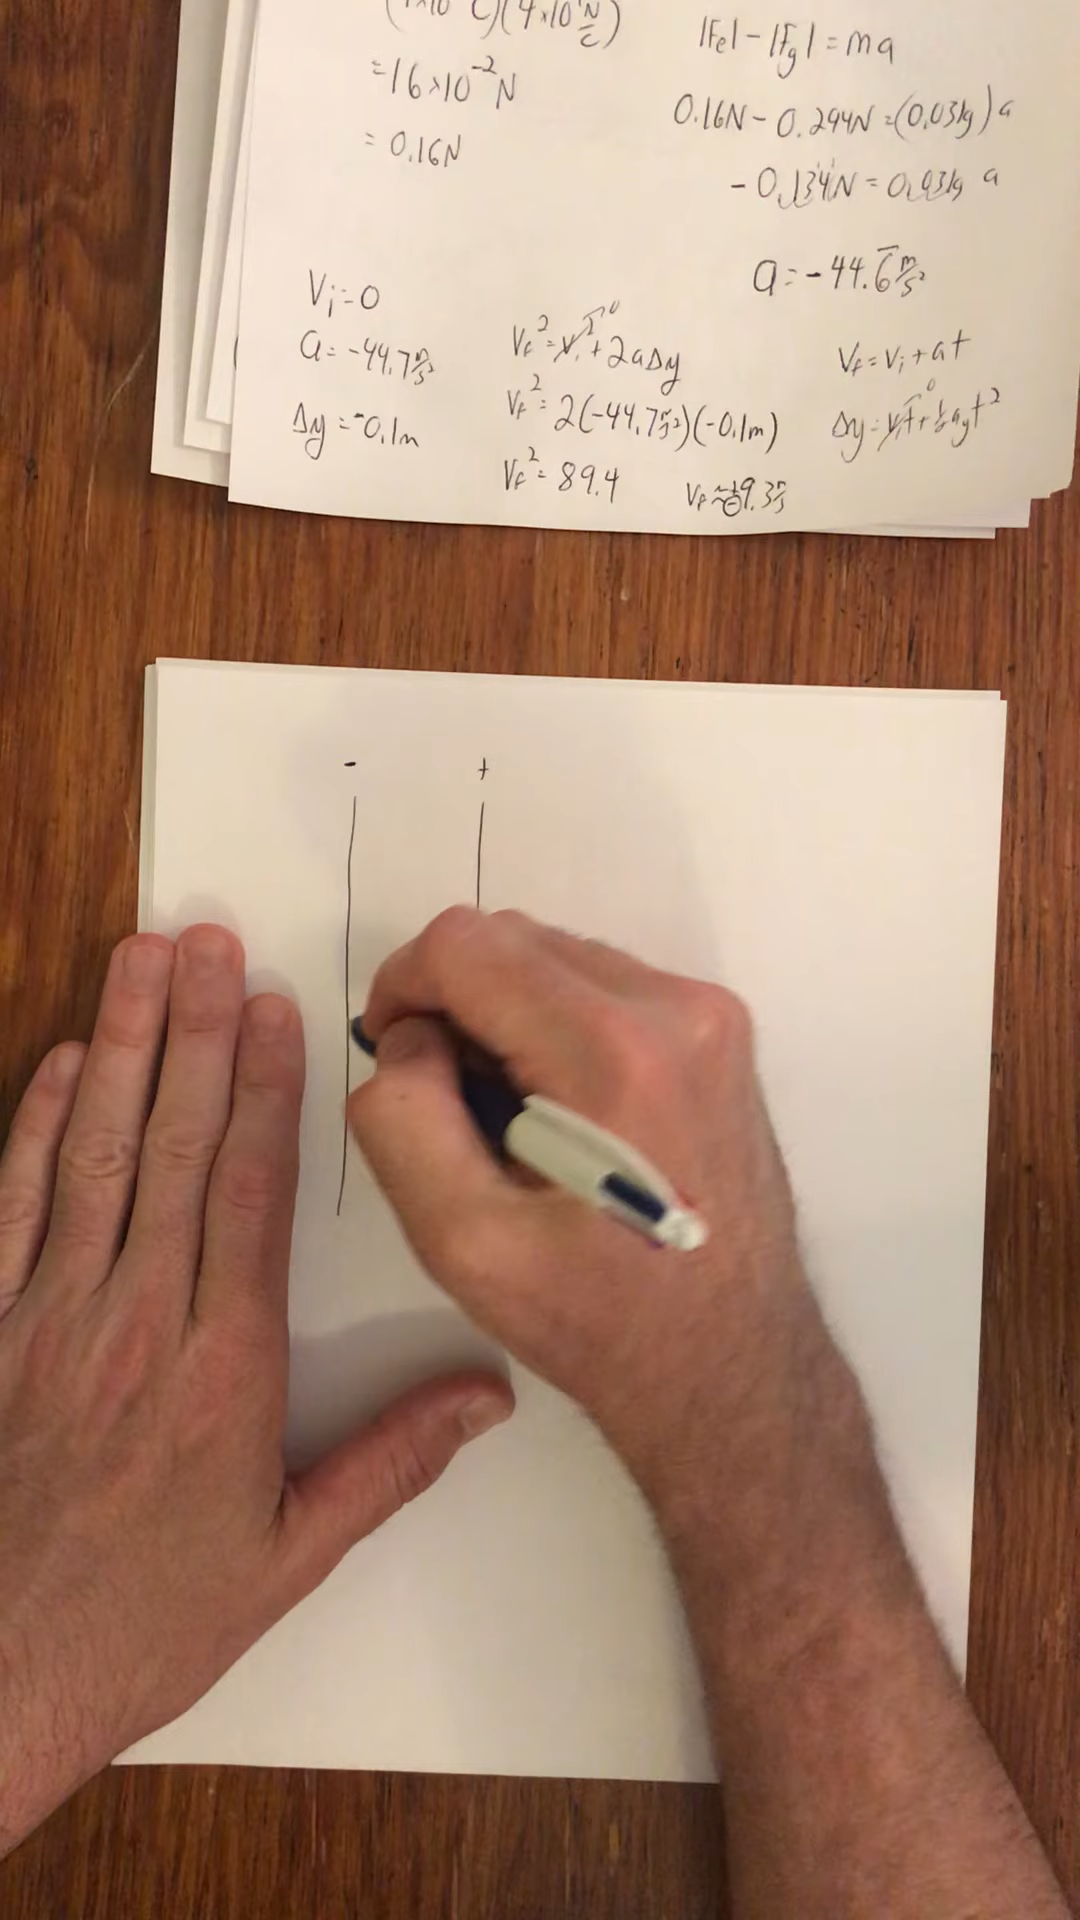 C)(4×10 N/C)
=16×10⁻²N
= 0.16N
|Fe| - |Fg| = ma
0.16N - 0.294N = (0.03kg) a
- 0.134N = 0.03kg a
a = -44.6̅ m/s²
Vi = 0
a = -44.7 m/s²
Δy = -0.1m
Vf² = Vi² + 2aΔy
0
Vf² = 2(-44.7 m/s²)(-0.1m)
Vf² = 89.4
Vf = Vi + at
Δy = Vit + ½ayt²
0
- +